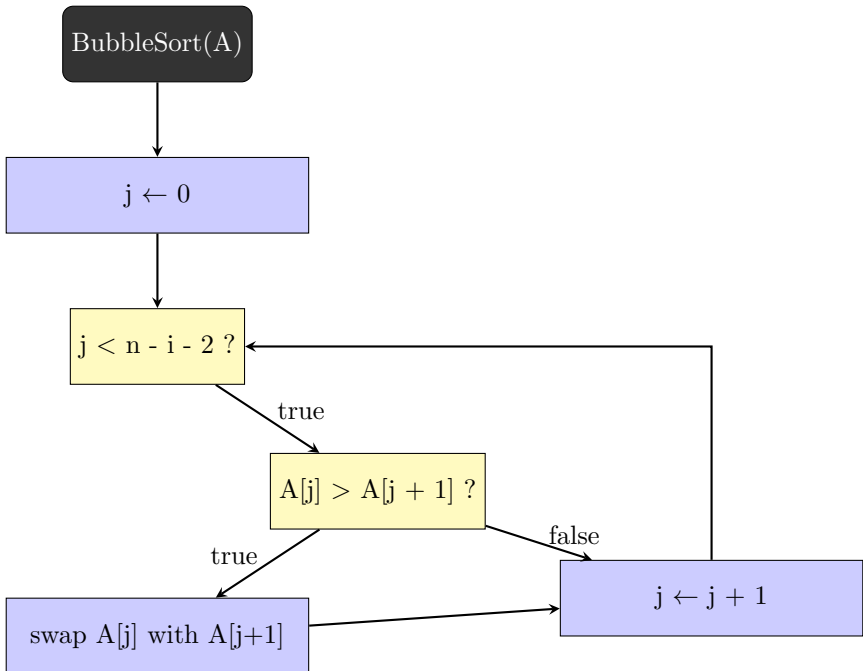 BubbleSort(A)
j ← 0
j < n - i - 2 ?
true
A[j] > A[j + 1] ?
true
false
j ← j + 1
swap A[j] with A[j+1]